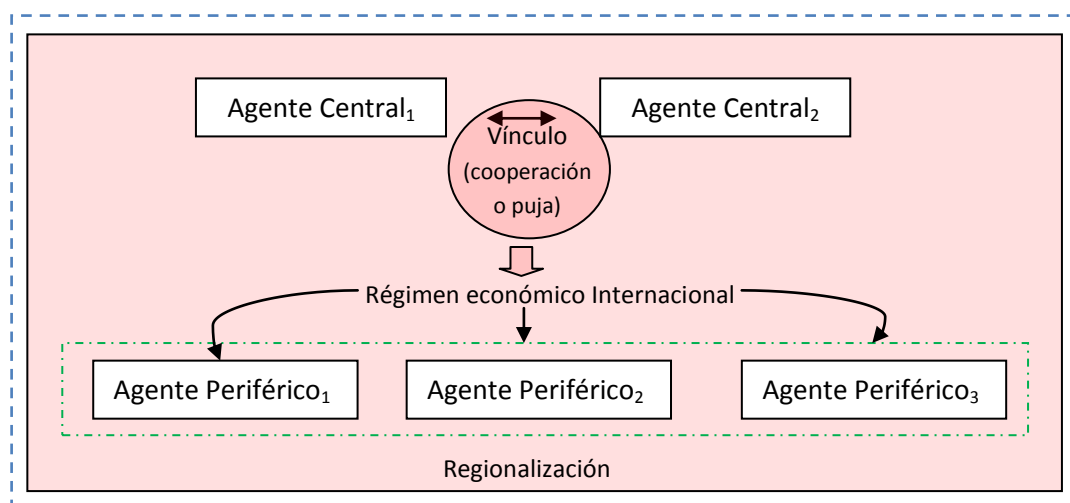 Agente Central₁
Agente Central₂
Vínculo
(cooperación
o puja)
Régimen económico Internacional
Agente Periférico₁
Agente Periférico₂
Agente Periférico₃
Regionalización